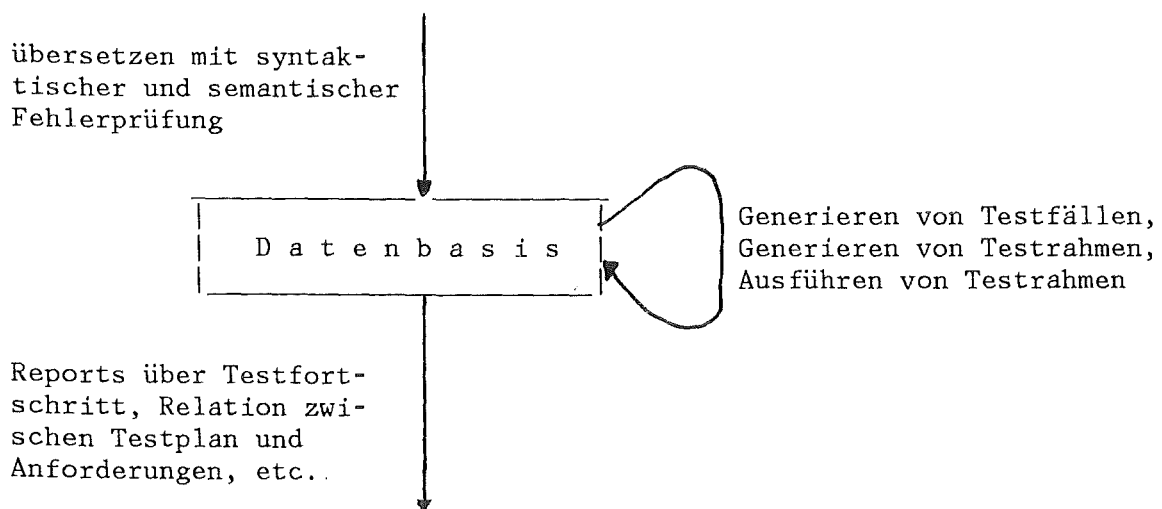 übersetzen mit syntak-
tischer und semantischer
Fehlerprüfung
D a t e n b a s i s
Generieren von Testfällen,
Generieren von Testrahmen,
Ausführen von Testrahmen
Reports über Testfort-
schritt, Relation zwi-
schen Testplan und
Anforderungen, etc..